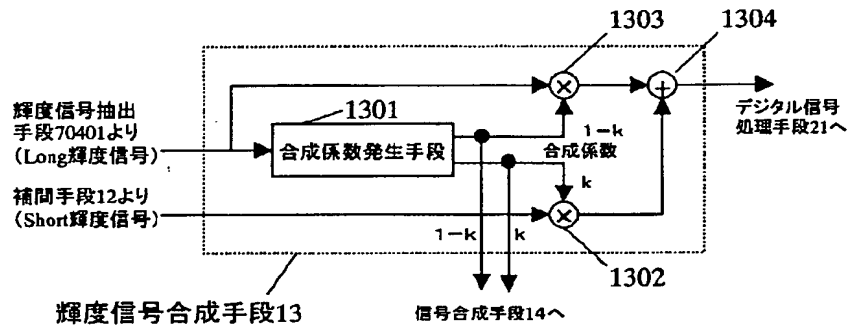 1303
1304
輝度信号抽出
手段70401より
(Long輝度信号)
1301
合成係数発生手段
1-k
合成係数
デジタル信号
処理手段21へ
補間手段12より
(Short輝度信号)
k
1-k
k
1302
輝度信号合成手段13
信号合成手段14へ